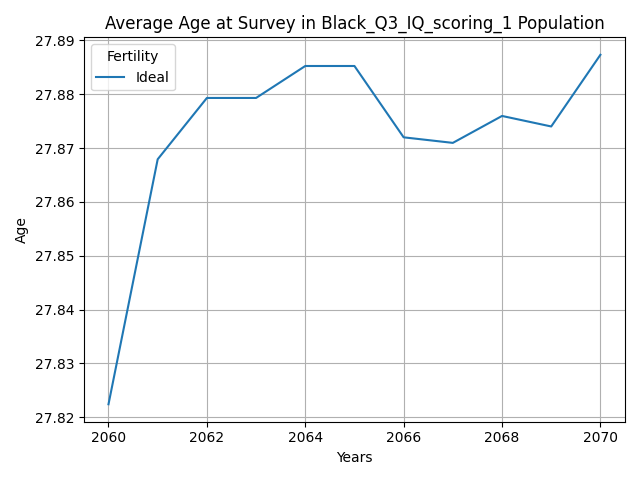 Average Age at Survey in Black_Q3_IQ_scoring_1 Population
27.89
27.88
27.87
27.86
27.85
27.84
27.83
27.82
Age
Fertility
Ideal
2060 2062 2064 2066 2068 2070
Years